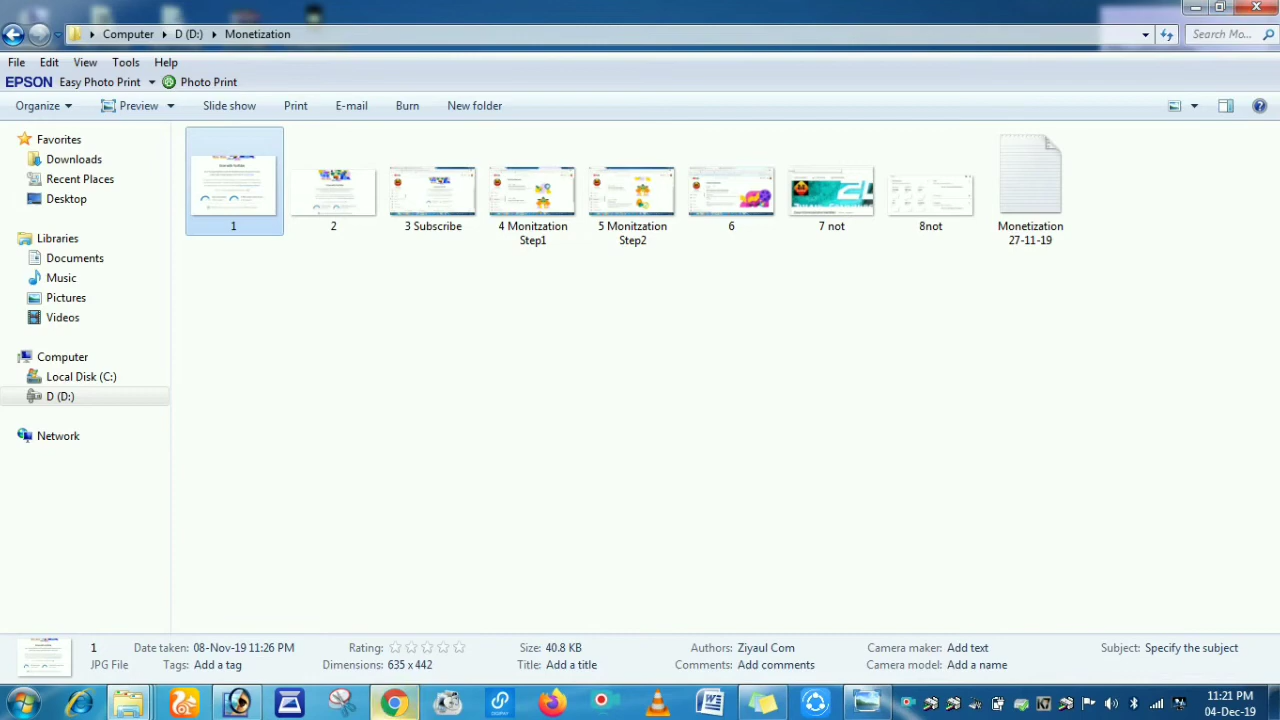 Computer D (D:) Monetization
Search Mo...
File Edit View Tools Help
EPSON Easy Photo Print Photo Print
Organize Preview Slide show Print E-mail Burn New folder
Favorites
Downloads
Recent Places
Desktop
Libraries
Documents
Music
Pictures
Videos
Computer
Local Disk (C:)
D (D:)
Network
1
2
3 Subscribe
4 Monitzation
Step1
5 Monitzation
Step2
6
7 not
8not
Monetization
27-11-19
1 Date taken: 08-Nov-19 11:26 PM Rating: Size: 40.8 KB Authors: Ziyaul Com Camera maker: Add text Subject: Specify the subject
JPG File Tags: Add a tag Dimensions: 635 x 442 Title: Add a title Comments: Add comments Camera model: Add a name
11:21 PM
04-Dec-19